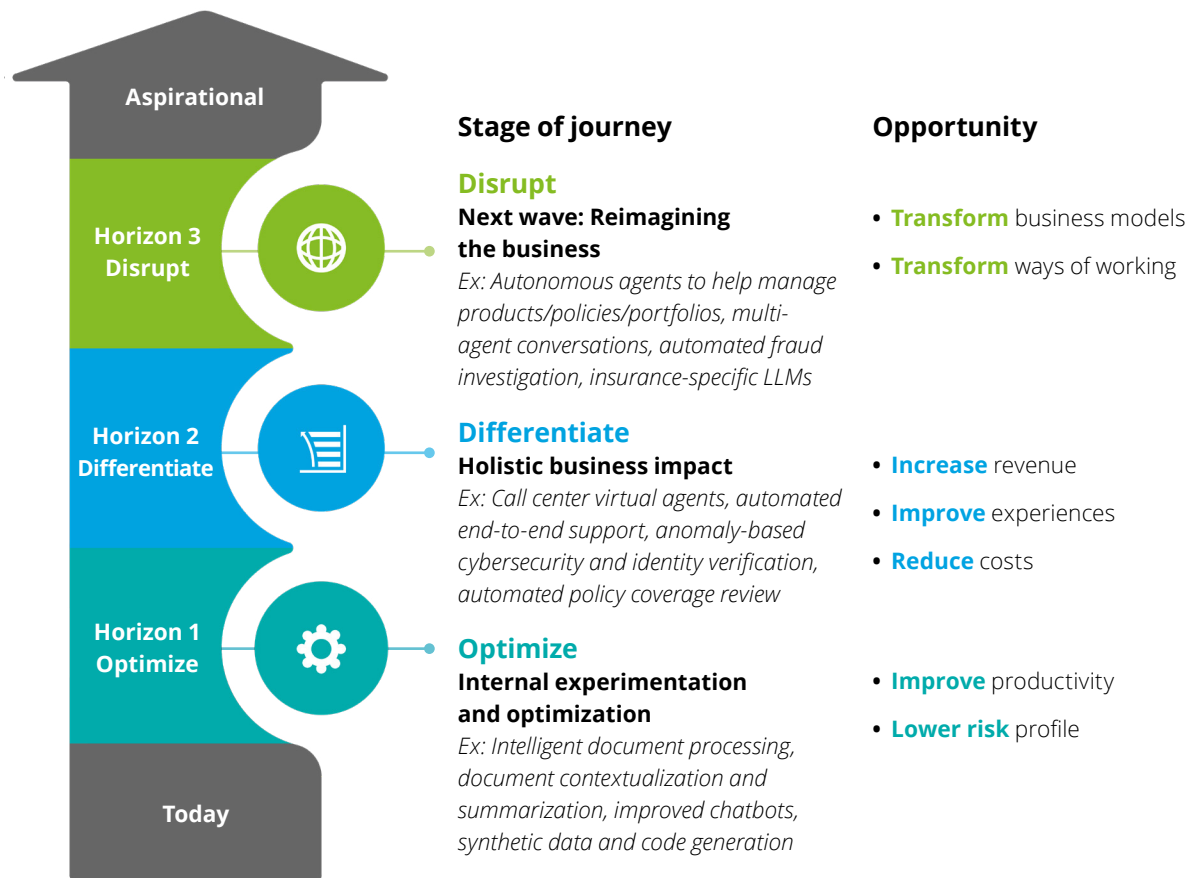 Aspirational
Stage of journey
Opportunity
Horizon 3
Disrupt
Disrupt
Next wave: Reimagining
the business
Ex: Autonomous agents to help manage
products/policies/portfolios, multi-
agent conversations, automated fraud
investigation, insurance-specific LLMs
• Transform business models
• Transform ways of working
Horizon 2
Differentiate
Differentiate
Holistic business impact
Ex: Call center virtual agents, automated
end-to-end support, anomaly-based
cybersecurity and identity verification,
automated policy coverage review
• Increase revenue
• Improve experiences
• Reduce costs
Horizon 1
Optimize
Optimize
Internal experimentation
and optimization
Ex: Intelligent document processing,
document contextualization and
summarization, improved chatbots,
synthetic data and code generation
• Improve productivity
• Lower risk profile
Today